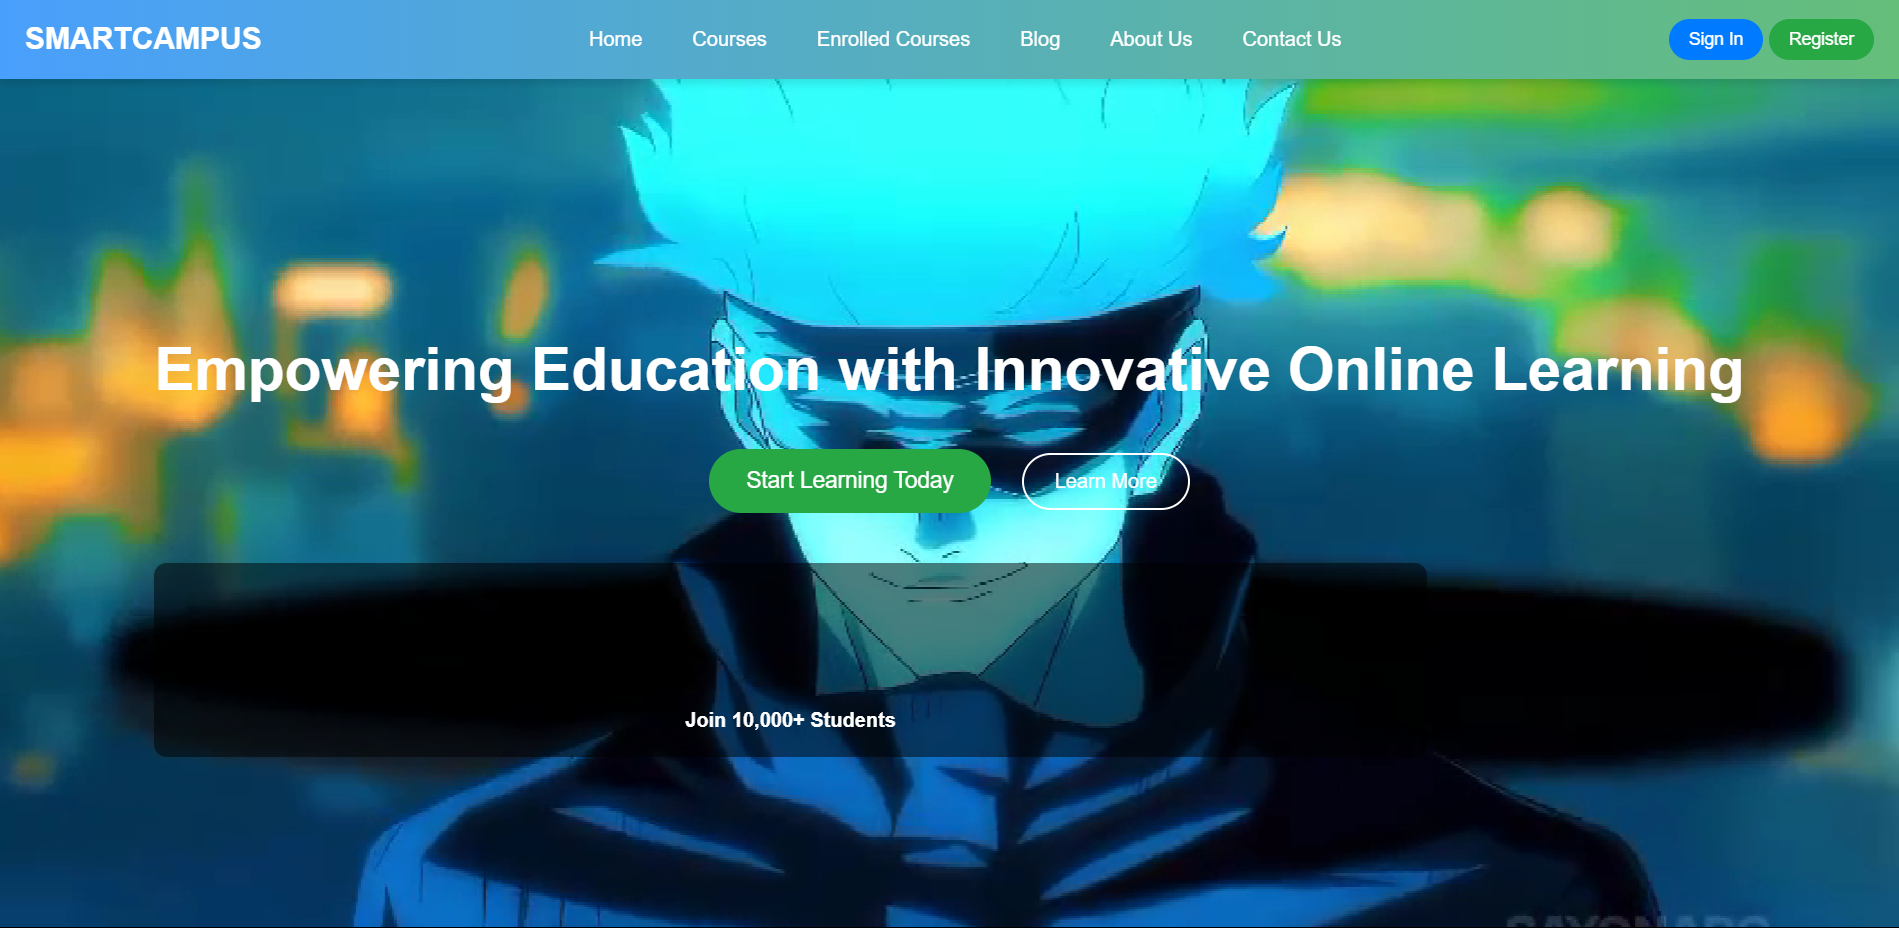 SMARTCAMPUS
Home Courses Enrolled Courses Blog About Us Contact Us
Sign In Register
Empowering Education with Innovative Online Learning
Start Learning Today Learn More
Join 10,000+ Students